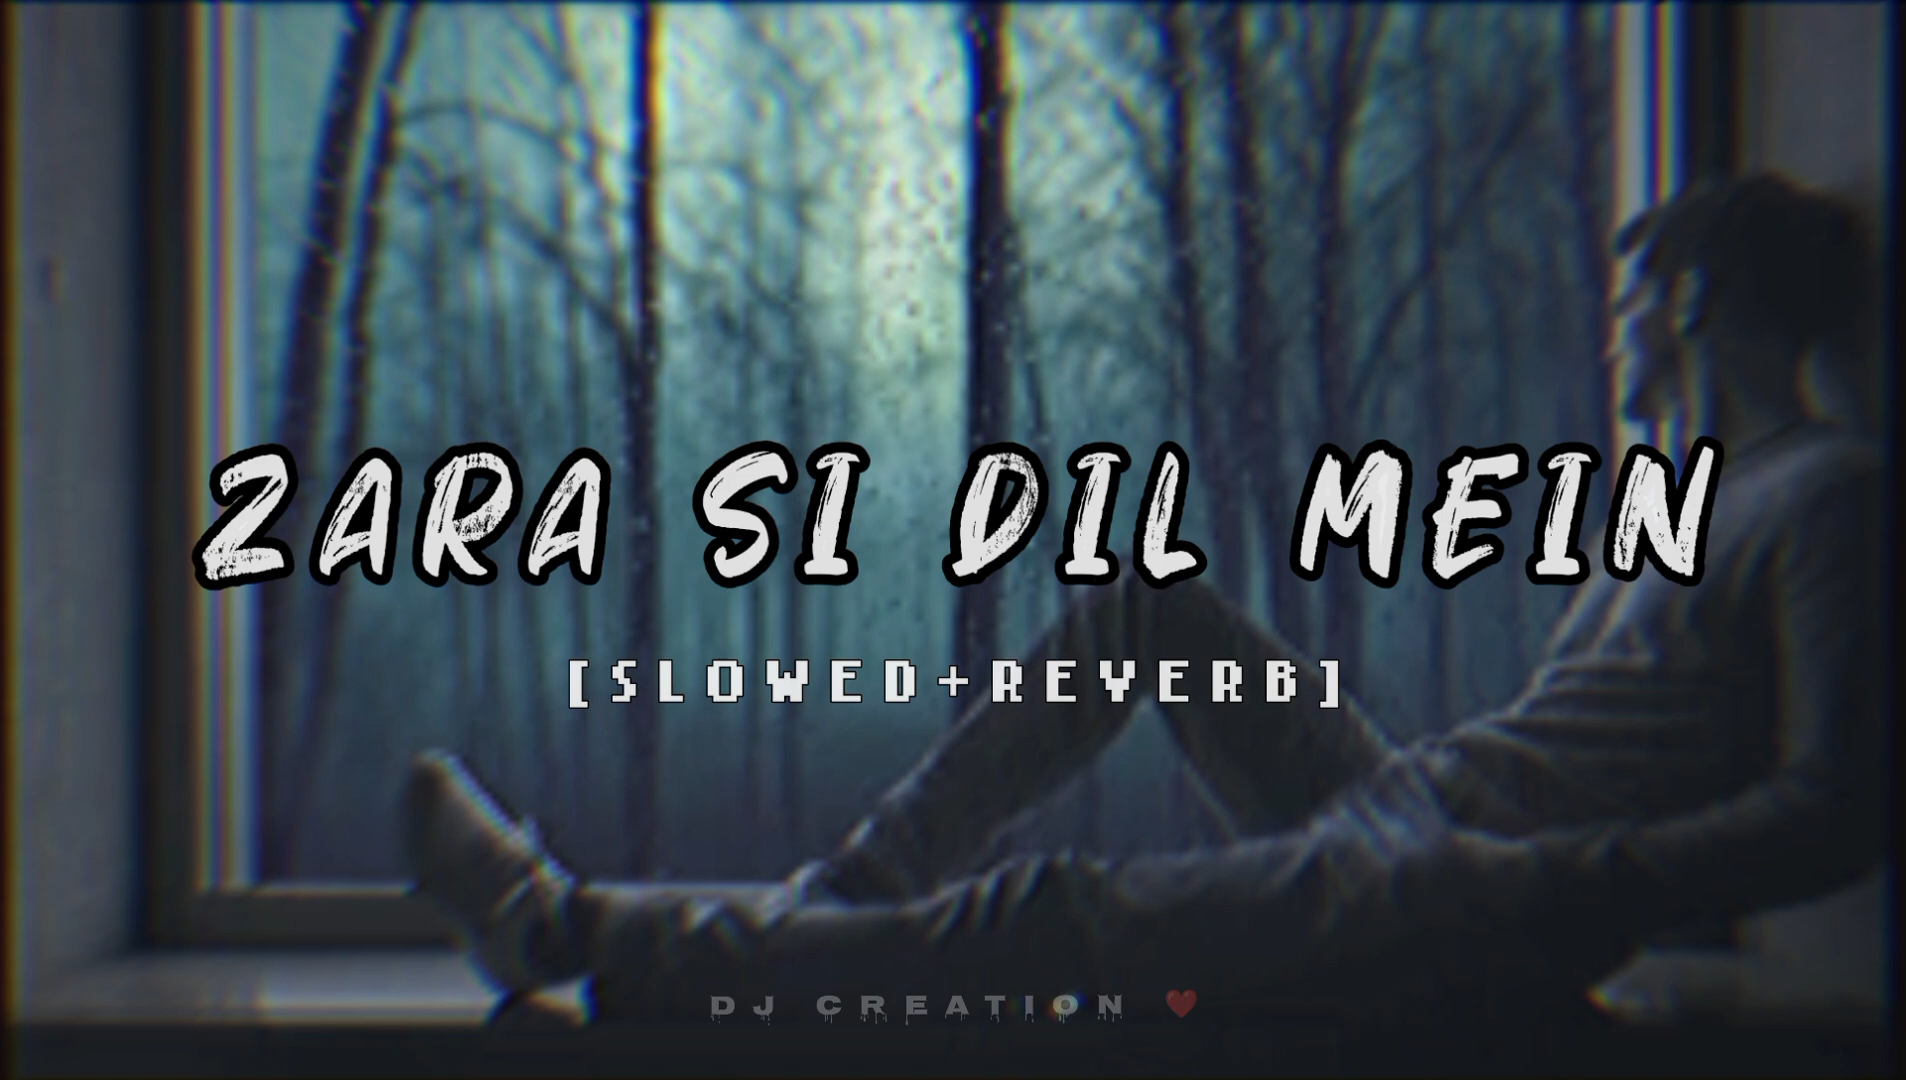 ZARA SI DIL MEIN
[SLOWED+REVERB]
DJ CREATION ❤️